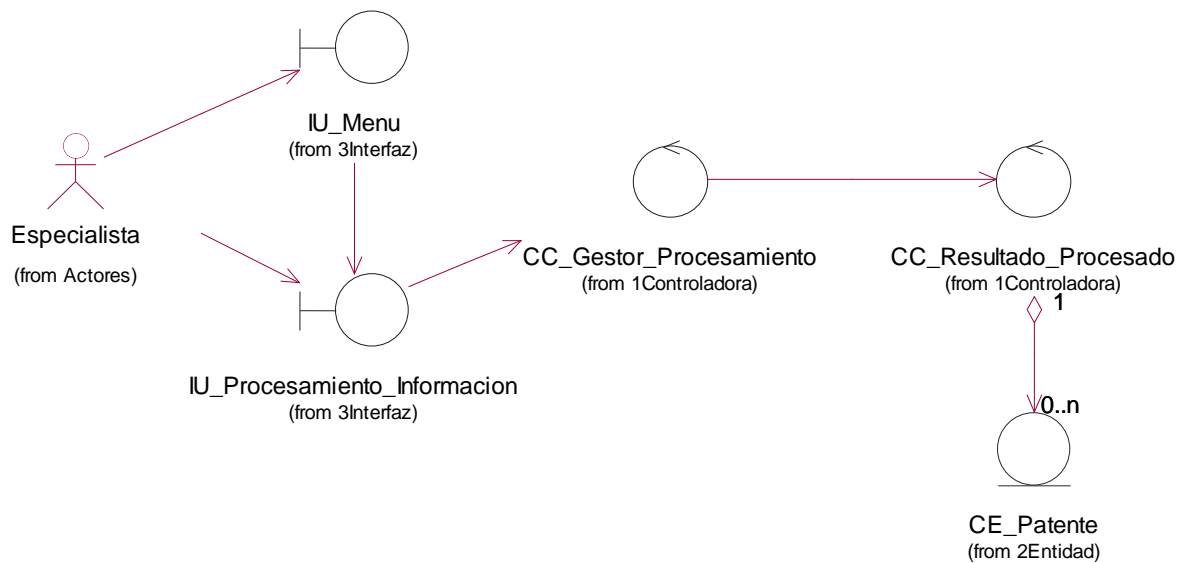 IU_Menu
(from 3Interfaz)
Especialista
(from Actores)
CC_Gestor_Procesamiento
(from 1Controladora)
CC_Resultado_Procesado
(from 1Controladora)
1
IU_Procesamiento_Informacion
(from 3Interfaz)
0..n
CE_Patente
(from 2Entidad)